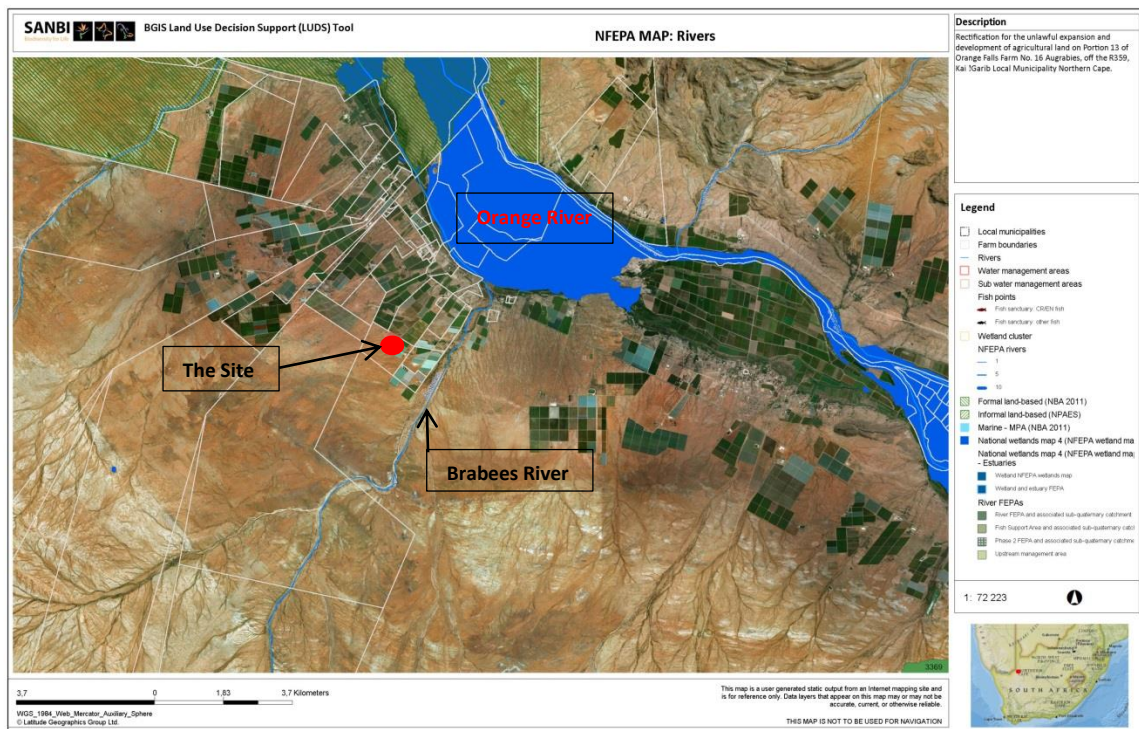 SANBI
Biodiversity for Life
BGIS Land Use Decision Support (LUDS) Tool
NFEPA MAP: Rivers
Orange River
The Site
Brabees River
3369
Description
Rectification for the unlawful expansion and
development of agricultural land on Portion 13 of
Orange Falls Farm No. 16 Augrabies, off the R359,
Kai !Garib Local Municipality Northern Cape.
Legend
Local municipalities
Farm boundaries
Rivers
Water management areas
Sub water management areas
Fish points
Fish sanctuary: CR/EN fish
Fish sanctuary: other fish
Wetland cluster
NFEPA rivers
1
5
10
Formal land-based (NBA 2011)
Informal land-based (NPAES)
Marine - MPA (NBA 2011)
National wetlands map 4 (NFEPA wetland ma
National wetlands map 4 (NFEPA wetland ma
- Estuaries
Wetland NFEPA wetlands map
Wetland and estuary FEPA
River FEPAs
River FEPA and associated sub-quaternary catchment
Fish Support Area and associated sub-quaternary catch
Phase 2 FEPA and associated sub-quaternary catchme
Upstream management area
1: 72 223
SOUTH AFRICA
3,7 0 1,83 3,7 Kilometers
WGS_1984_Web_Mercator_Auxiliary_Sphere
© Latitude Geographics Group Ltd.
This map is a user generated static output from an Internet mapping site and
is for reference only. Data layers that appear on this map may or may not be
accurate, current, or otherwise reliable.
THIS MAP IS NOT TO BE USED FOR NAVIGATION